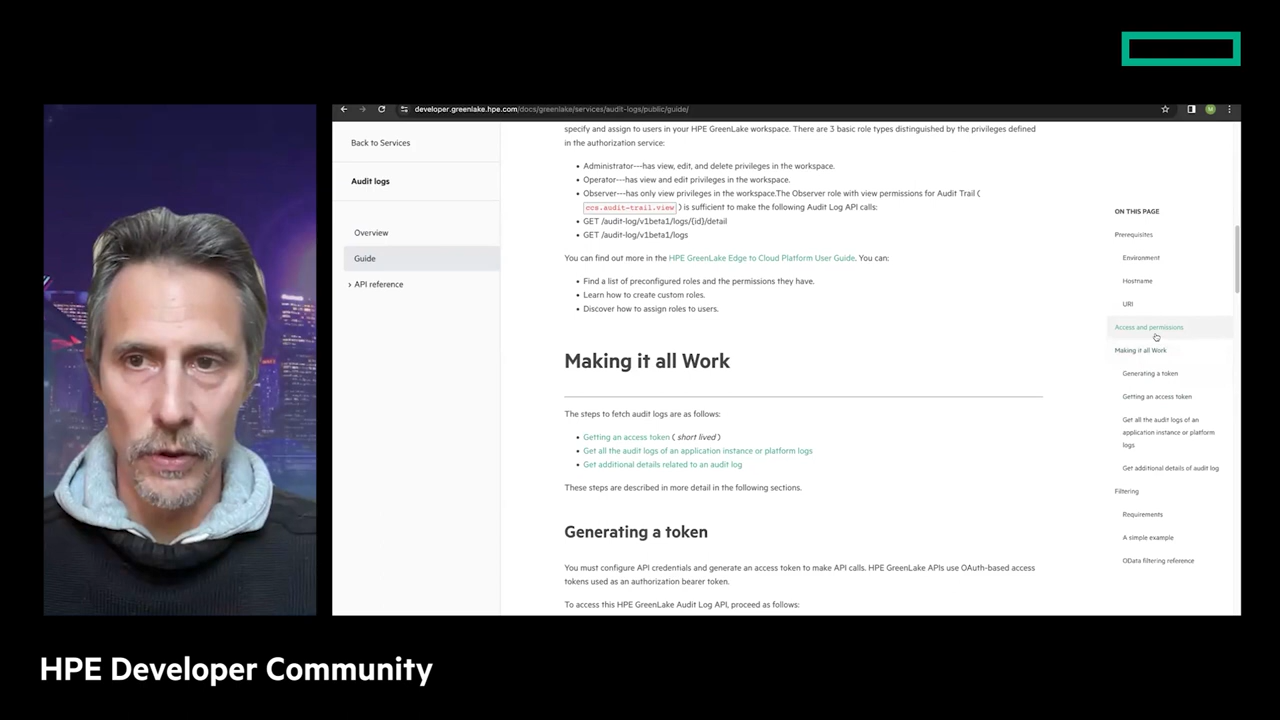 developer.greenlake.hpe.com/docs/greenlake/services/audit-logs/public/guide/
M
Back to Services
Audit logs
Overview
Guide
› API reference
specify and assign to users in your HPE GreenLake workspace. There are 3 basic role types distinguished by the privileges defined
in the authorization service:
• Administrator---has view, edit, and delete privileges in the workspace.
• Operator---has view and edit privileges in the workspace.
• Observer---has only view privileges in the workspace.The Observer role with view permissions for Audit Trail (
ccs.audit-trail.view ) is sufficient to make the following Audit Log API calls:
• GET /audit-log/v1beta1/logs/{id}/detail
• GET /audit-log/v1beta1/logs
You can find out more in the HPE GreenLake Edge to Cloud Platform User Guide. You can:
• Find a list of preconfigured roles and the permissions they have.
• Learn how to create custom roles.
• Discover how to assign roles to users.
Making it all Work
The steps to fetch audit logs are as follows:
• Getting an access token ( short lived )
• Get all the audit logs of an application instance or platform logs
• Get additional details related to an audit log
These steps are described in more detail in the following sections.
Generating a token
You must configure API credentials and generate an access token to make API calls. HPE GreenLake APIs use OAuth-based access
tokens used as an authorization bearer token.
To access this HPE GreenLake Audit Log API, proceed as follows:
ON THIS PAGE
Prerequisites
Environment
Hostname
URI
Access and permissions
Making it all Work
Generating a token
Getting an access token
Get all the audit logs of an
application instance or platform
logs
Get additional details of audit log
Filtering
Requirements
A simple example
OData filtering reference
HPE Developer Community